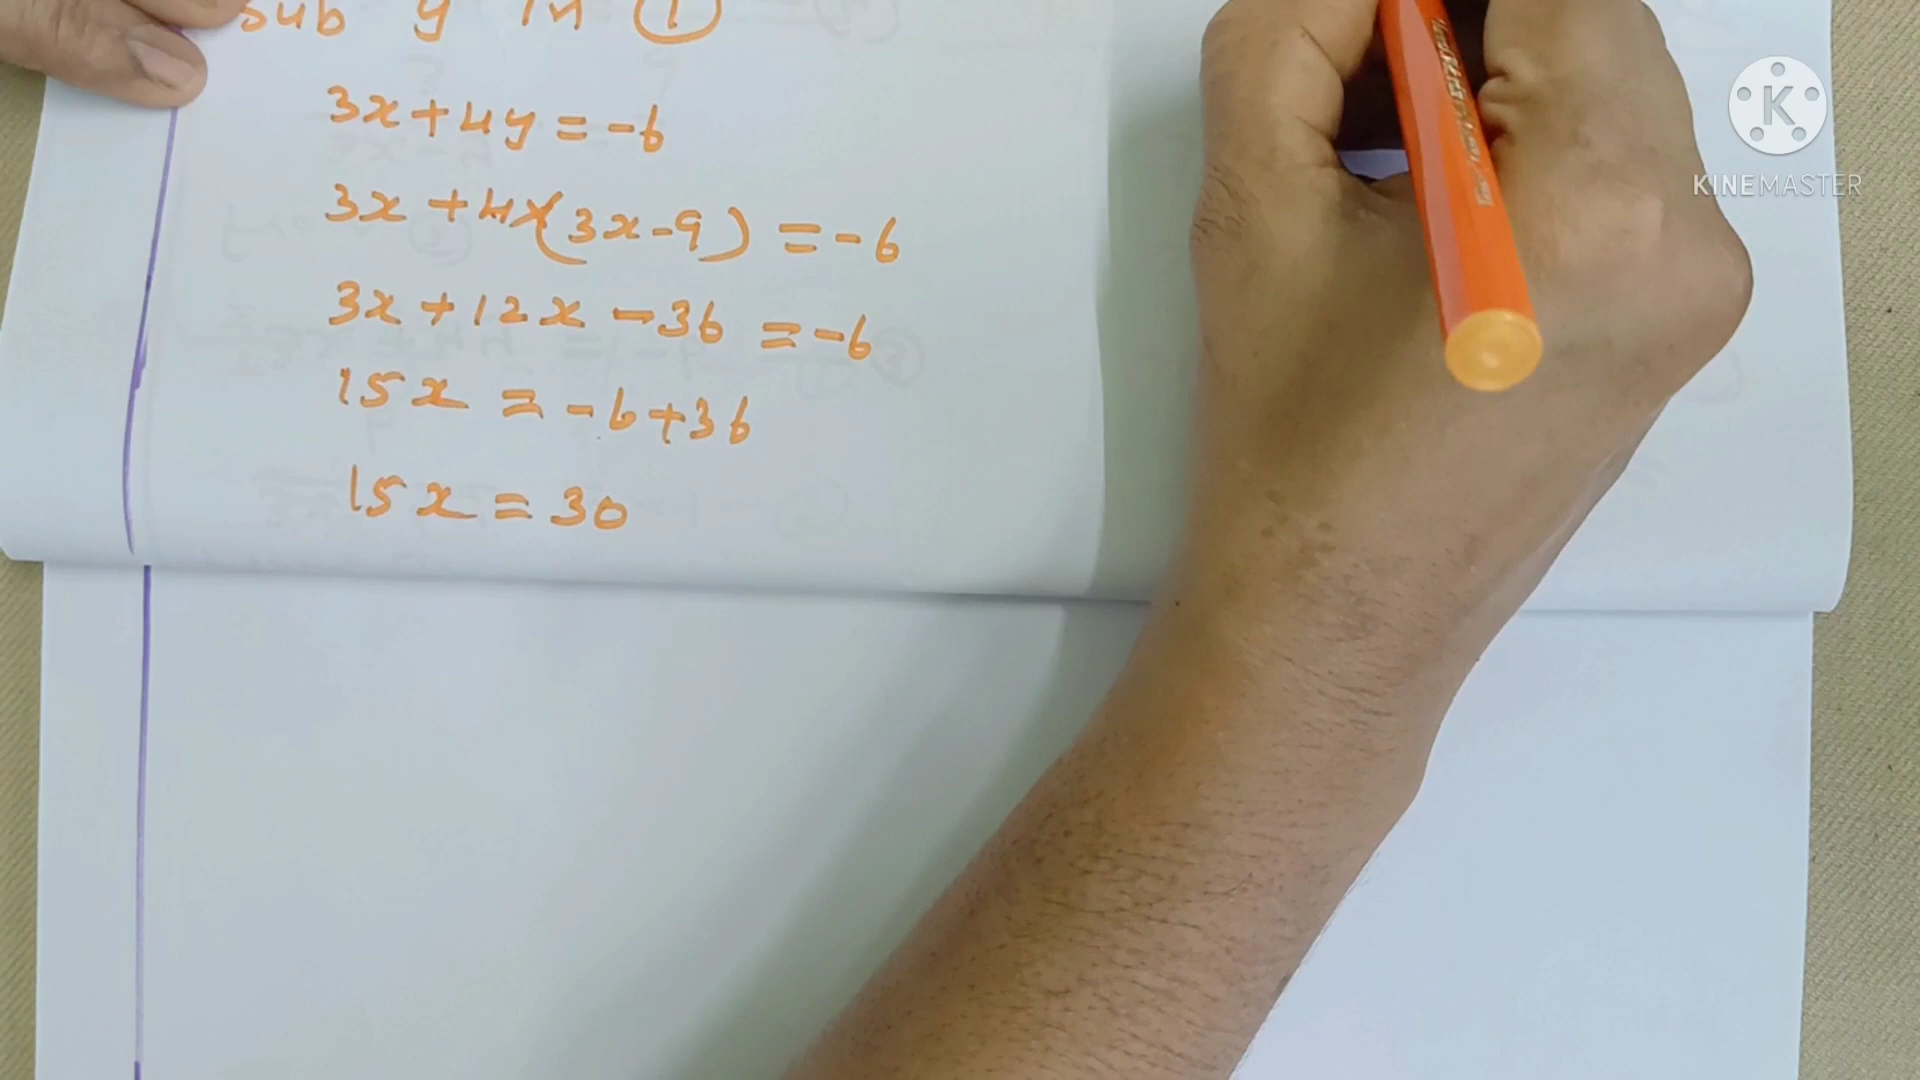 sub y in ①
3x+4y=-6
3x+4×(3x-9)=-6
3x+12x-36=-6
15x=-6+36
15x=30
K
KINEMASTER